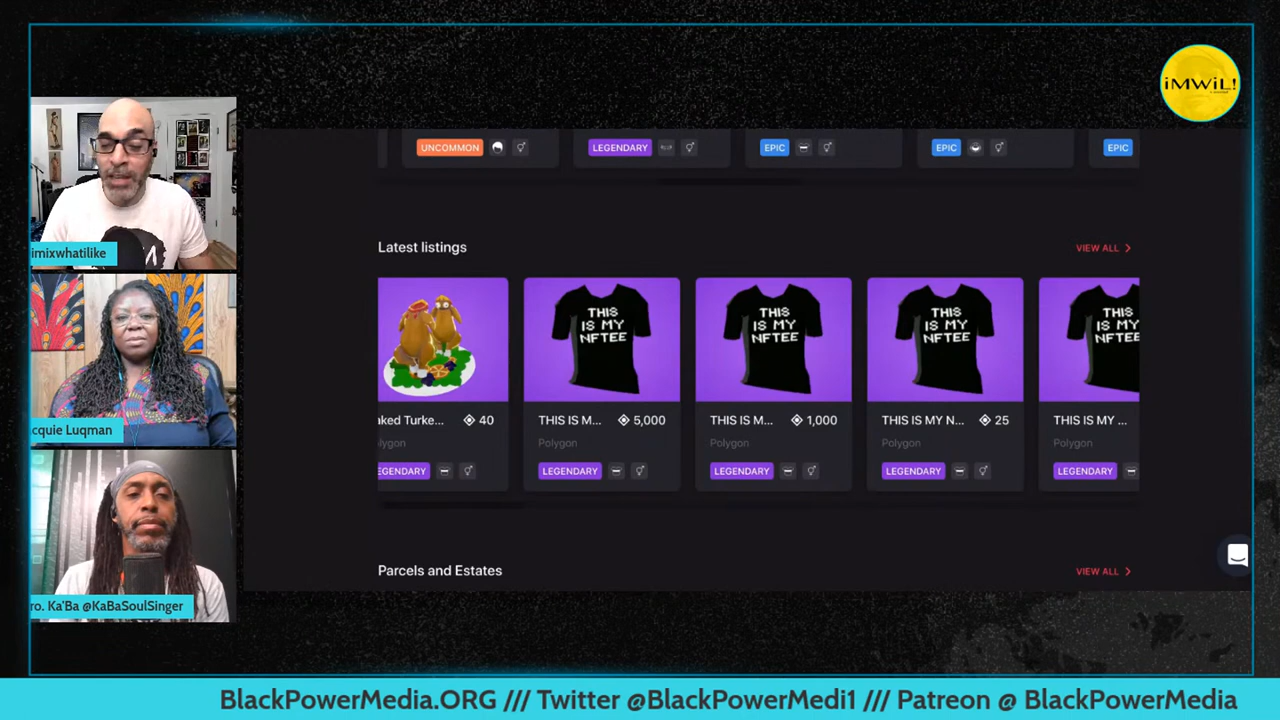 iMWiL!
UNCOMMON
LEGENDARY
EPIC
EPIC
EPIC
Latest listings
VIEW ALL
THIS IS MY NFTEE
THIS IS MY NFTEE
THIS IS MY NFTEE
THIS IS MY NFTEE
aked Turke... 40
THIS IS M... 5,000
THIS IS M... 1,000
THIS IS MY N... 25
THIS IS MY ...
lygon
Polygon
Polygon
Polygon
Polygon
EGENDARY
LEGENDARY
LEGENDARY
LEGENDARY
LEGENDARY
Parcels and Estates
VIEW ALL
imixwhatilike
cquie Luqman
ro. Ka'Ba @KaBaSoulSinger
BlackPowerMedia.ORG /// Twitter @BlackPowerMedi1 /// Patreon @ BlackPowerMedia